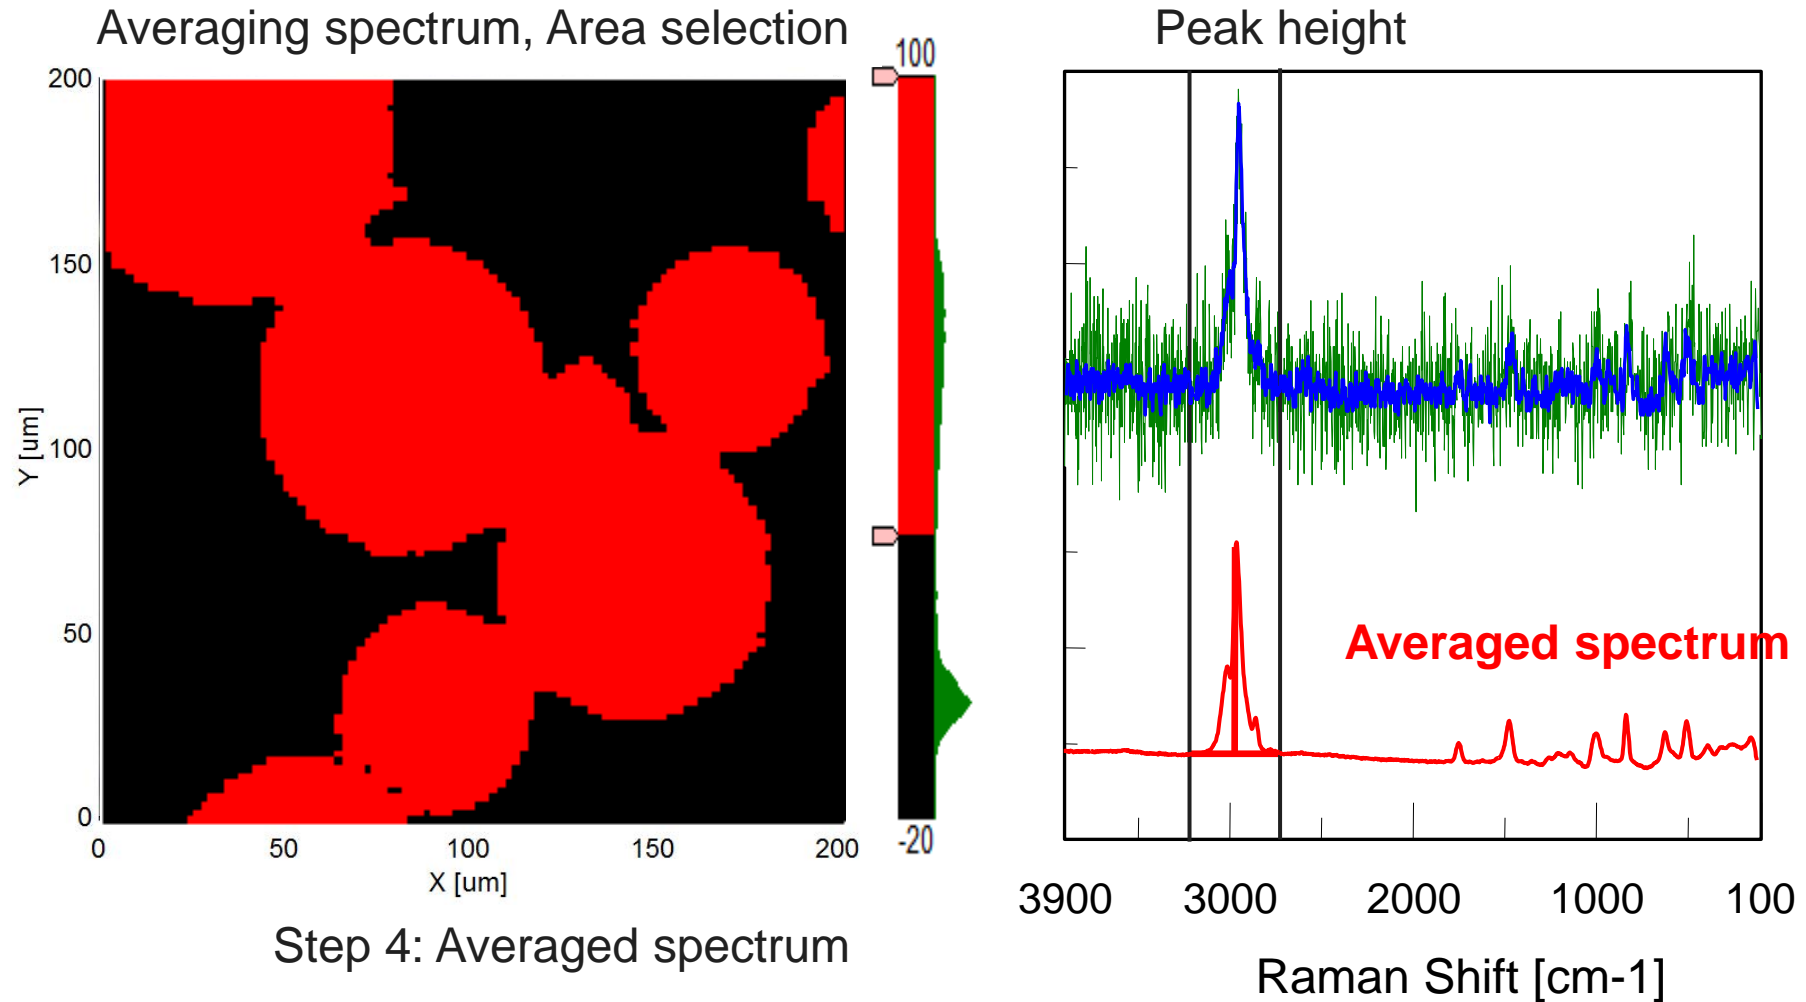 Averaging spectrum, Area selection
Peak height
200
150
100
50
0
Y [um]
0 50 100 150 200
X [um]
100
-20
Averaged spectrum
3900 3000 2000 1000 100
Raman Shift [cm-1]
Step 4: Averaged spectrum